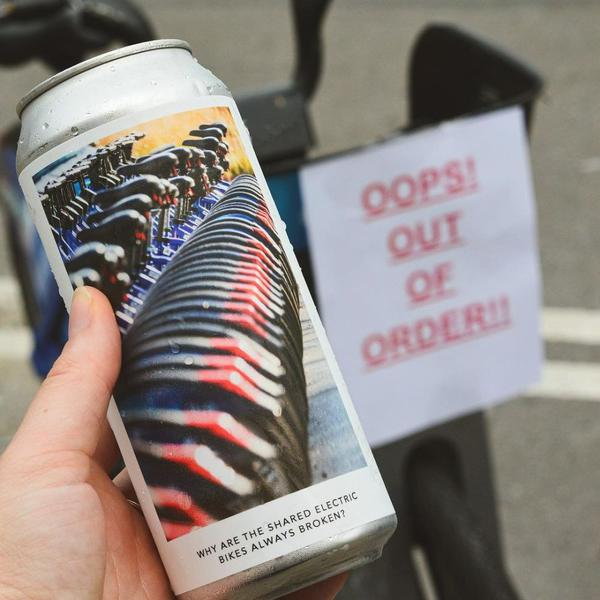 OOPS!
OUT
OF
ORDER!!
WHY ARE THE SHARED ELECTRIC
BIKES ALWAYS BROKEN?